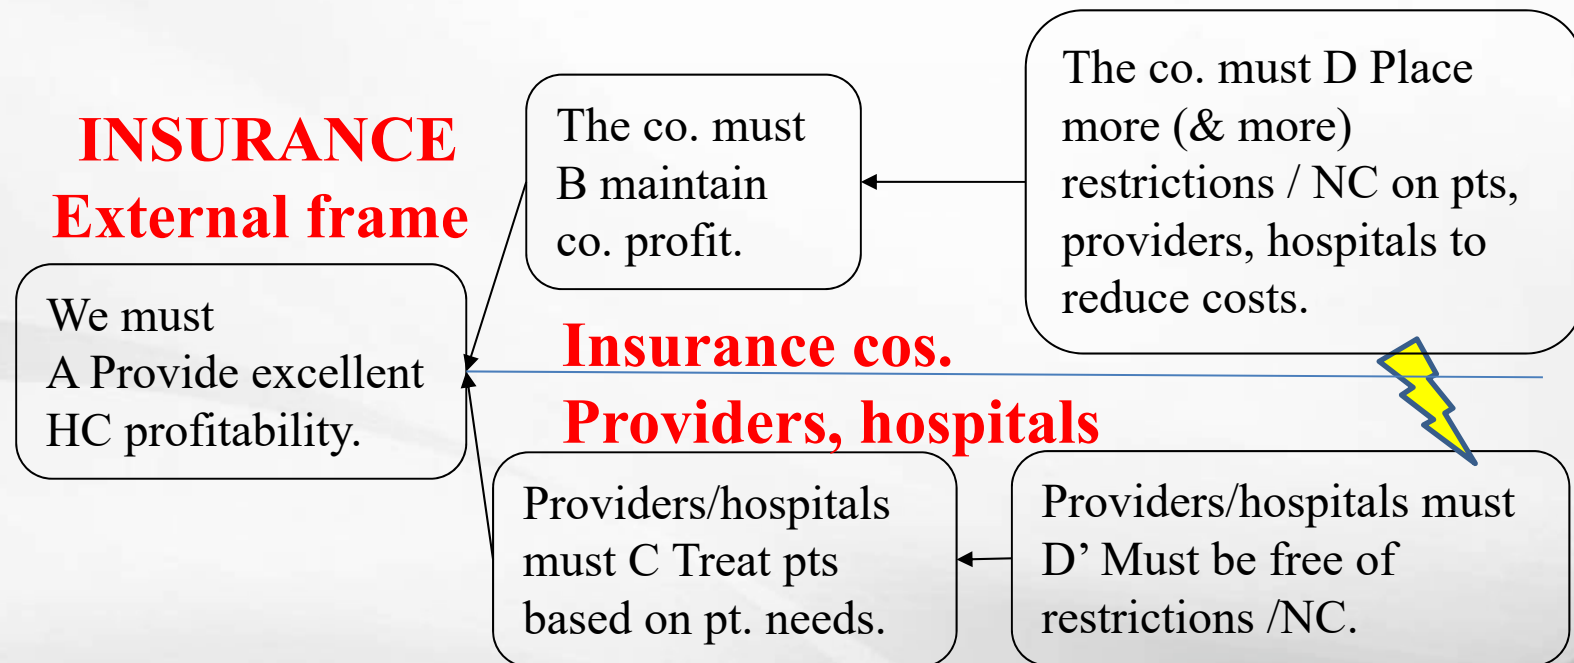 INSURANCE
External frame
We must
A Provide excellent
HC profitability.
The co. must
B maintain
co. profit.
The co. must D Place
more (& more)
restrictions / NC on pts,
providers, hospitals to
reduce costs.
Insurance cos.
Providers, hospitals
Providers/hospitals
must C Treat pts
based on pt. needs.
Providers/hospitals must
D’ Must be free of
restrictions /NC.